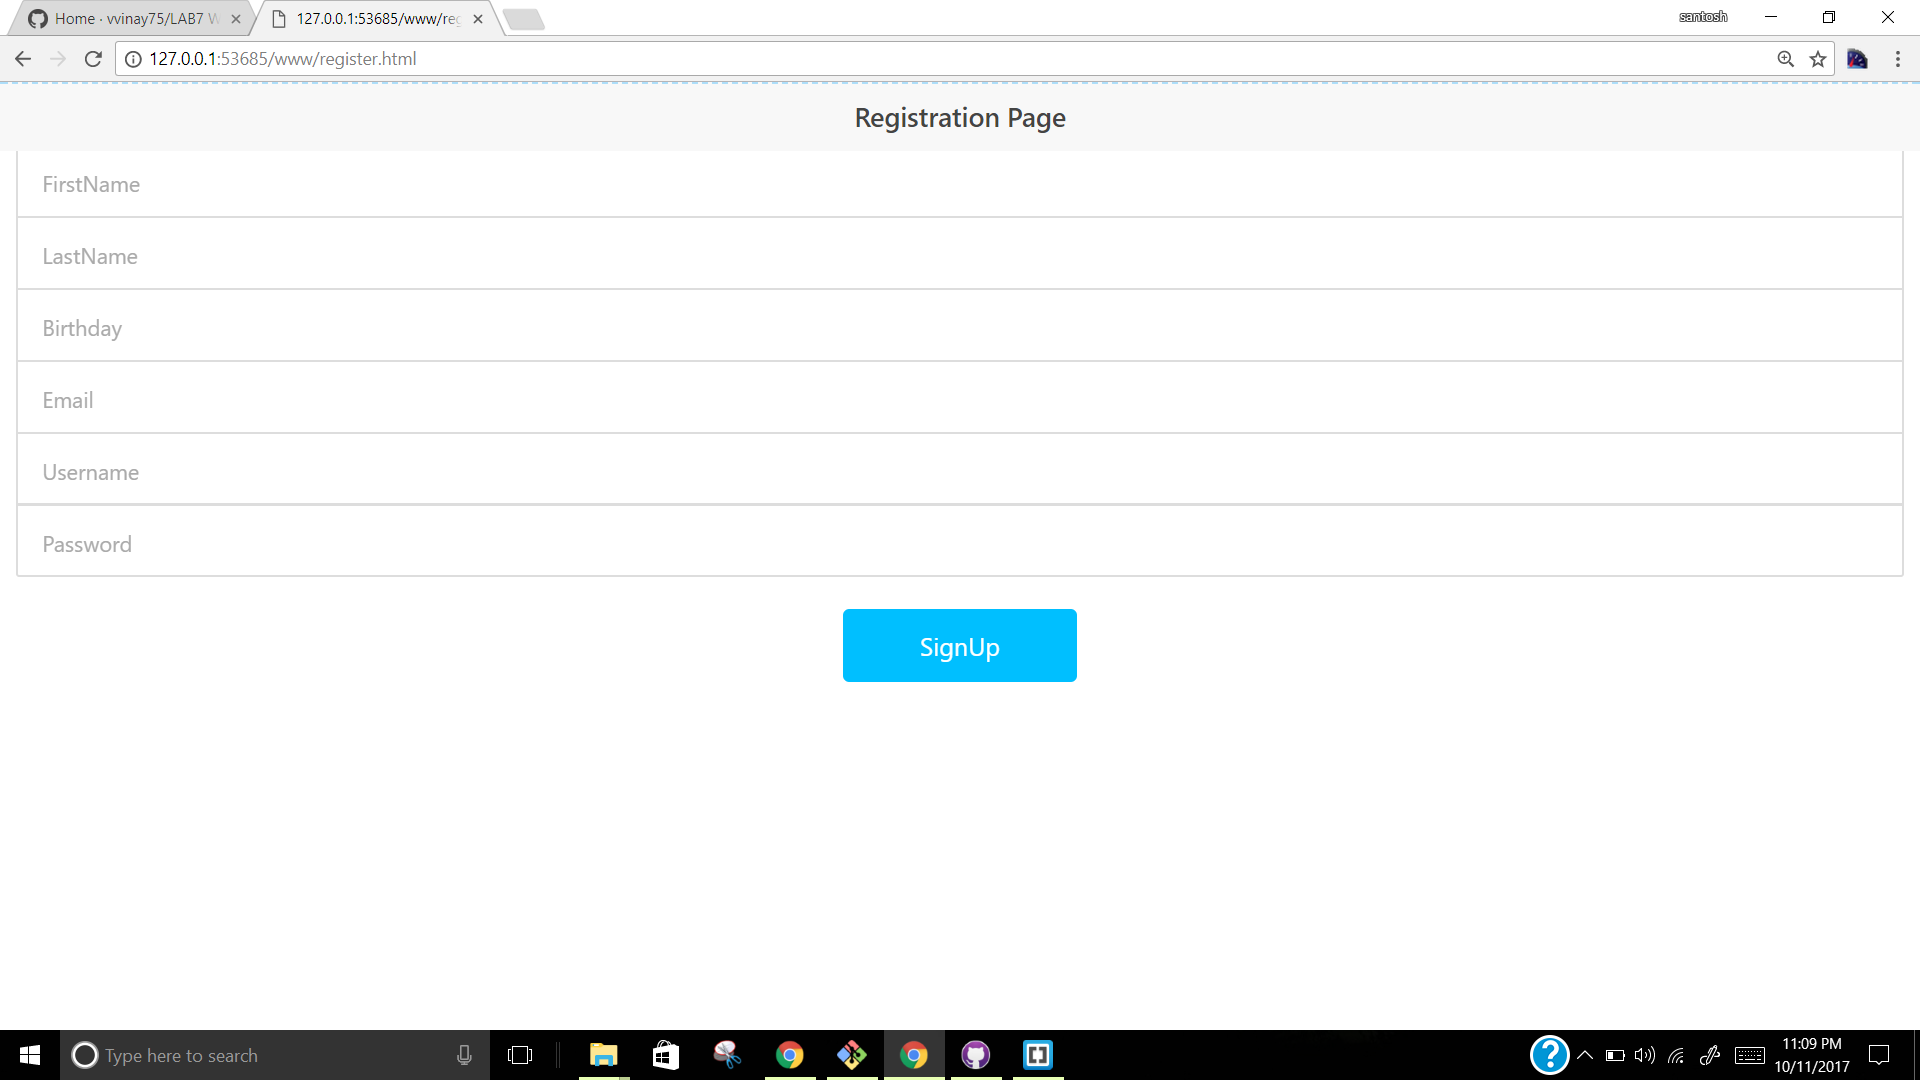 Home · vvinay75/LAB7 W
127.0.0.1:53685/www/reg
santosh
127.0.0.1:53685/www/register.html
Registration Page
FirstName
LastName
Birthday
Email
Username
Password
SignUp
Type here to search
11:09 PM
10/11/2017